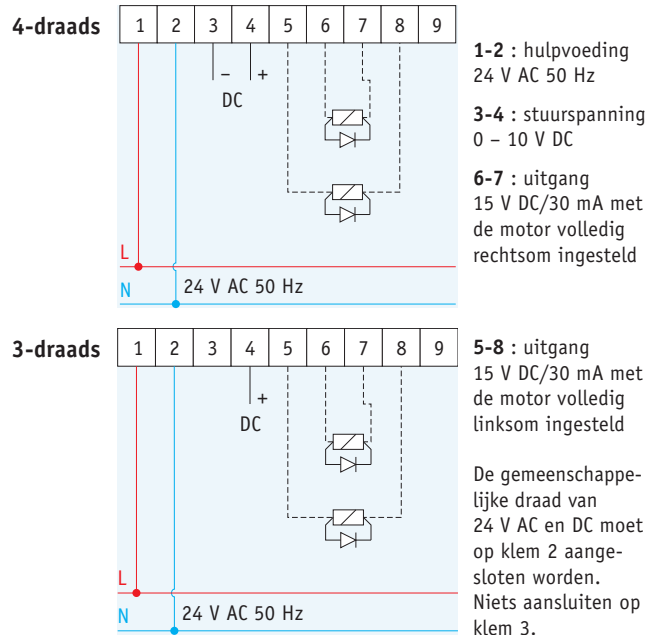 4-draads
1 2 3 4 5 6 7 8 9
– +
DC
L
N 24 V AC 50 Hz
1-2 : hulpvoeding
24 V AC 50 Hz
3-4 : stuurspanning
0 – 10 V DC
6-7 : uitgang
15 V DC/30 mA met
de motor volledig
rechtsom ingesteld
3-draads
1 2 3 4 5 6 7 8 9
+
DC
L
N 24 V AC 50 Hz
5-8 : uitgang
15 V DC/30 mA met
de motor volledig
linksom ingesteld
De gemeenschappe-
lijke draad van
24 V AC en DC moet
op klem 2 aange-
sloten worden.
Niets aansluiten op
klem 3.